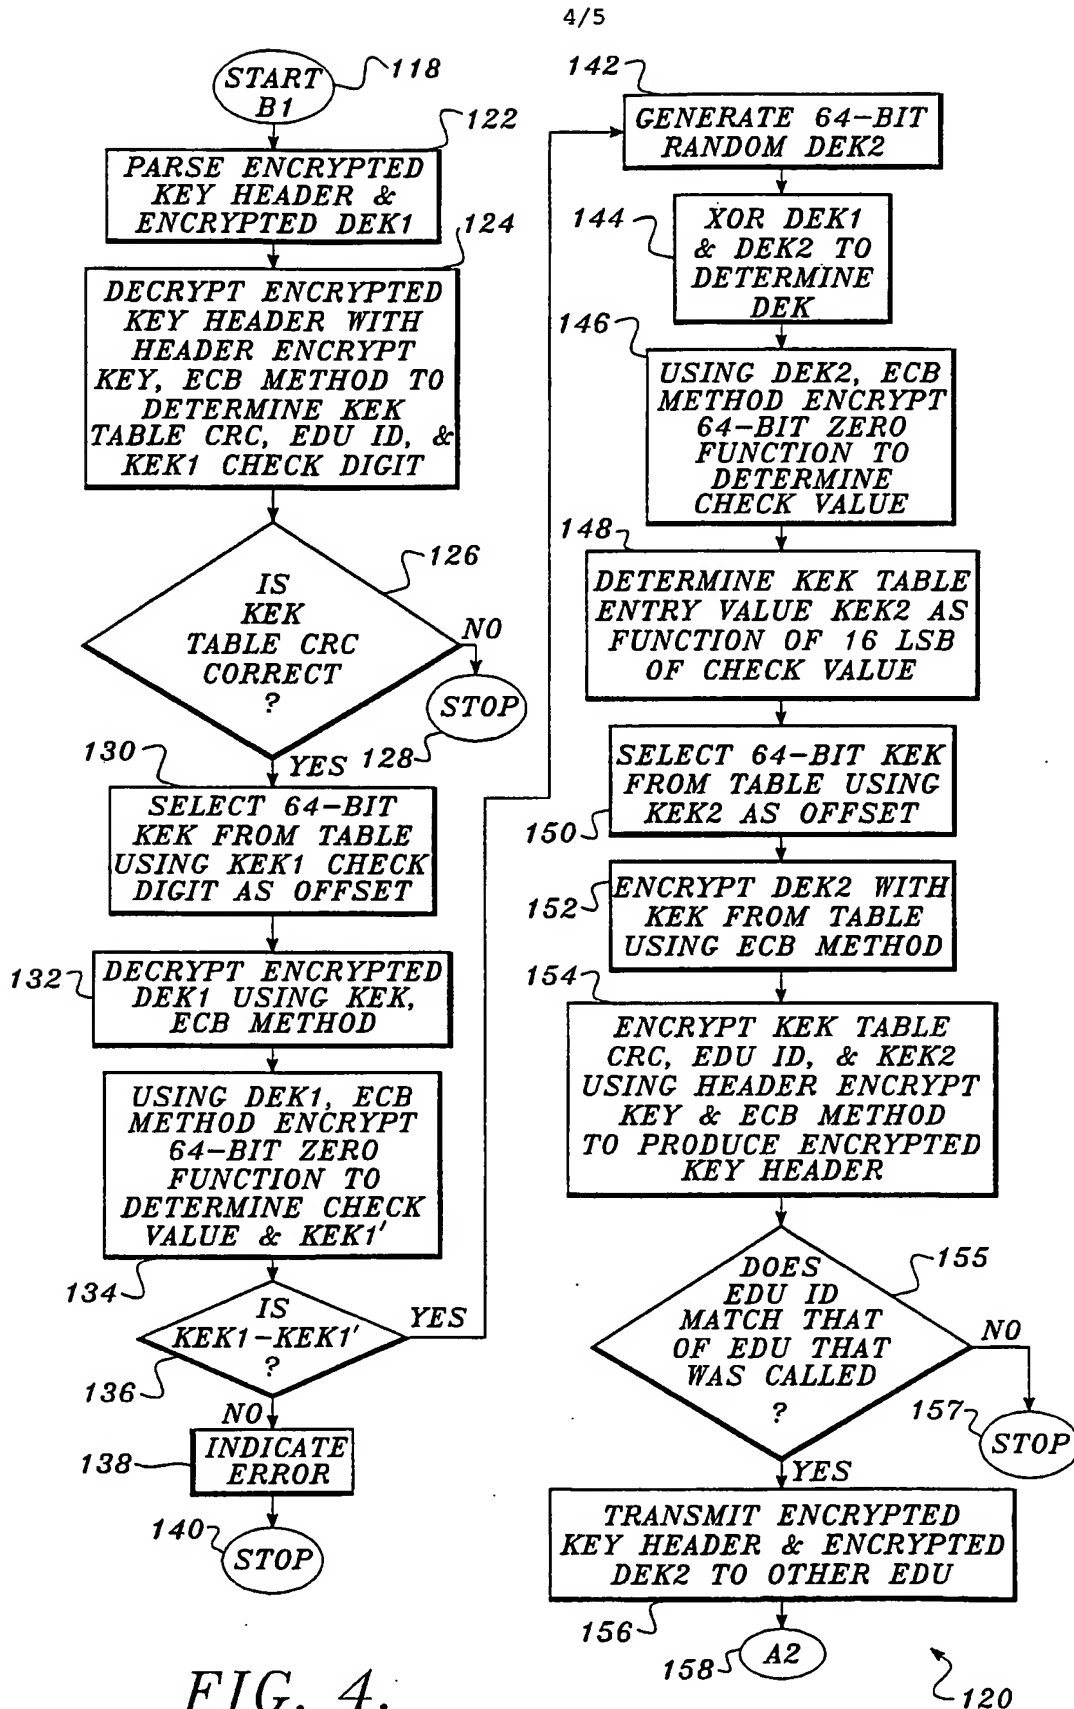 4/5
START
B1
118
122
PARSE ENCRYPTED
KEY HEADER &
ENCRYPTED DEK1
124
DECRYPT ENCRYPTED
KEY HEADER WITH
HEADER ENCRYPT
KEY, ECB METHOD TO
DETERMINE KEK
TABLE CRC, EDU ID, &
KEK1 CHECK DIGIT
126
IS
KEK
TABLE CRC
CORRECT
?
NO
STOP
128
130
YES
SELECT 64-BIT
KEK FROM TABLE
USING KEK1 CHECK
DIGIT AS OFFSET
132
DECRYPT ENCRYPTED
DEK1 USING KEK,
ECB METHOD
USING DEK1, ECB
METHOD ENCRYPT
64-BIT ZERO
FUNCTION TO
DETERMINE CHECK
VALUE & KEK1'
134
IS
KEK1-KEK1'
?
YES
136
NO
INDICATE
ERROR
138
140
STOP
142
GENERATE 64-BIT
RANDOM DEK2
144
XOR DEK1
& DEK2 TO
DETERMINE
DEK
146
USING DEK2, ECB
METHOD ENCRYPT
64-BIT ZERO
FUNCTION TO
DETERMINE
CHECK VALUE
148
DETERMINE KEK TABLE
ENTRY VALUE KEK2 AS
FUNCTION OF 16 LSB
OF CHECK VALUE
SELECT 64-BIT KEK
FROM TABLE USING
KEK2 AS OFFSET
150
ENCRYPT DEK2 WITH
KEK FROM TABLE
USING ECB METHOD
152
154
ENCRYPT KEK TABLE
CRC, EDU ID, & KEK2
USING HEADER ENCRYPT
KEY & ECB METHOD
TO PRODUCE ENCRYPTED
KEY HEADER
155
DOES
EDU ID
MATCH THAT
OF EDU THAT
WAS CALLED
?
NO
157
STOP
YES
TRANSMIT ENCRYPTED
KEY HEADER & ENCRYPTED
DEK2 TO OTHER EDU
156
A2
158
120
FIG. 4.